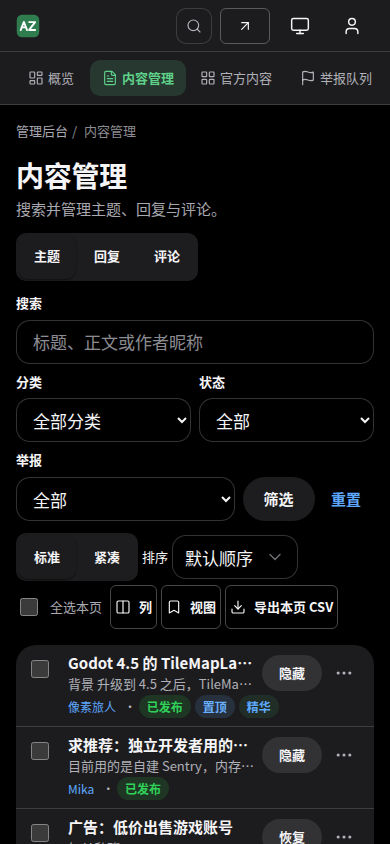 AZ
概览 内容管理 官方内容 举报队列
管理后台 / 内容管理
内容管理
搜索并管理主题、回复与评论。
主题 回复 评论
搜索
标题、正文或作者昵称
分类 状态
全部分类 全部
举报
全部 筛选 重置
标准 紧凑 排序 默认顺序
全选本页 列 视图 导出本页 CSV
Godot 4.5 的 TileMapLa…
背景 升级到 4.5 之后，TileMa…
像素旅人 · 已发布 置顶 精华
隐藏
求推荐：独立开发者用的…
目前用的是自建 Sentry，内存…
Mika · 已发布
隐藏
广告：低价出售游戏账号
恢复